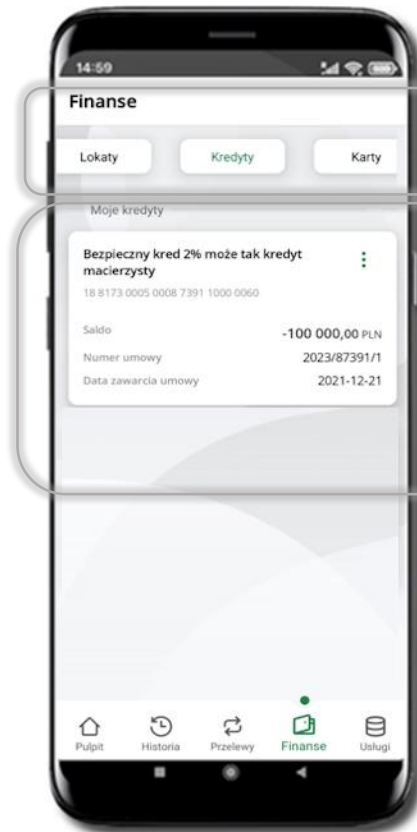 14:59
Finanse
Lokaty Kredyty Karty
Moje kredyty
Bezpieczny kred 2% może tak kredyt
macierzysty
18 8173 0005 0008 7391 1000 0060
Saldo -100 000,00 PLN
Numer umowy 2023/87391/1
Data zawarcia umowy 2021-12-21
Pulpit Historia Przelewy Finanse Usługi